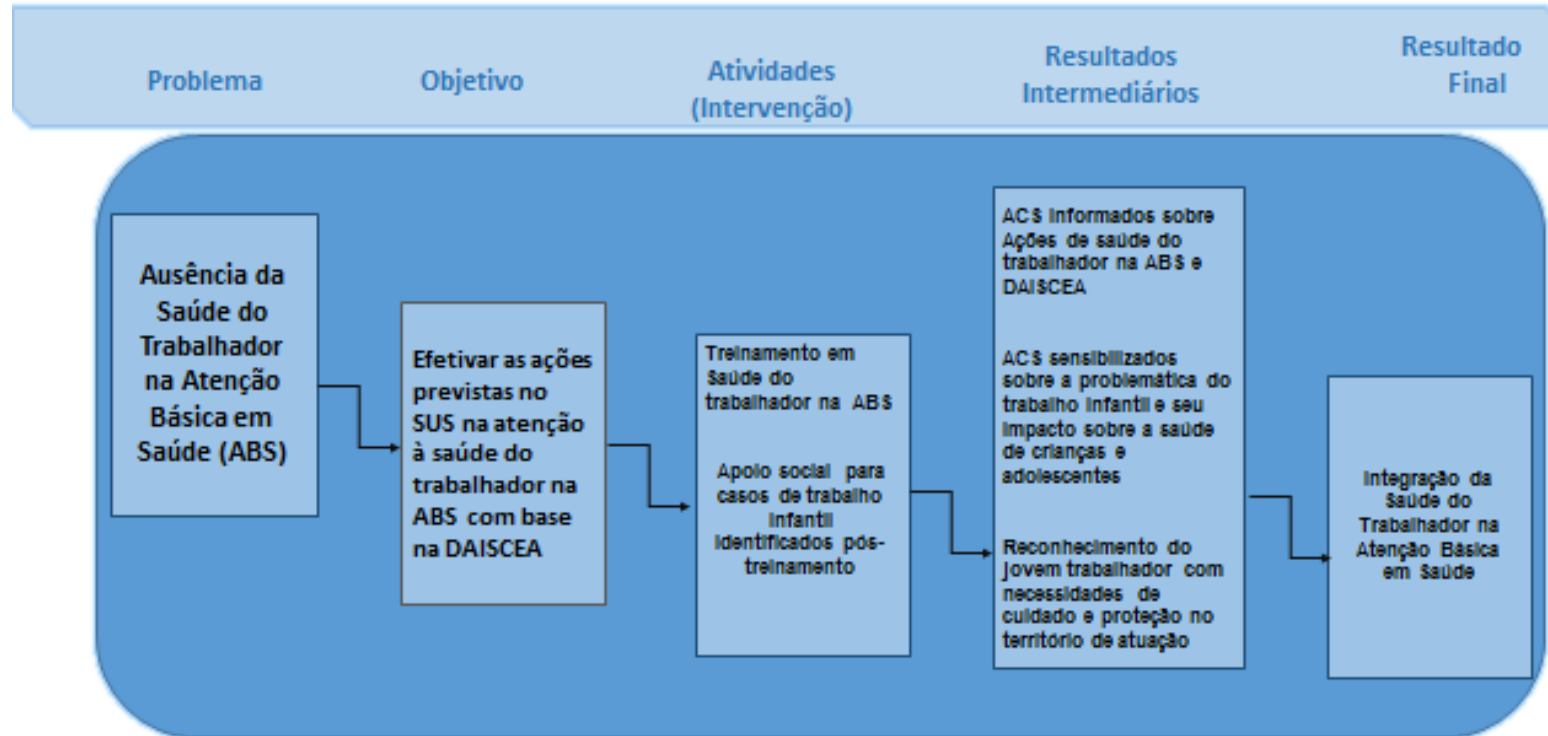 Problema
Objetivo
Atividades
(Intervenção)
Resultados
Intermediários
Resultado
Final
Ausência da
Saúde do
Trabalhador
na Atenção
Básica em
Saúde (ABS)
Efetivar as ações
previstas no
SUS na atenção
à saúde do
trabalhador na
ABS com base
na DAISCEA
Treinamento em
Saúde do
trabalhador na ABS
Apoio social para
casos de trabalho
infantil
identificados pós-
treinamento
ACS informados sobre
Ações de saúde do
trabalhador na ABS e
DAISCEA
ACS sensibilizados
sobre a problemática do
trabalho infantil e seu
impacto sobre a saúde
de crianças e
adolescentes
Reconhecimento do
jovem trabalhador com
necessidades de
cuidado e proteção no
território de atuação
Integração da
Saúde do
Trabalhador na
Atenção Básica
em Saúde